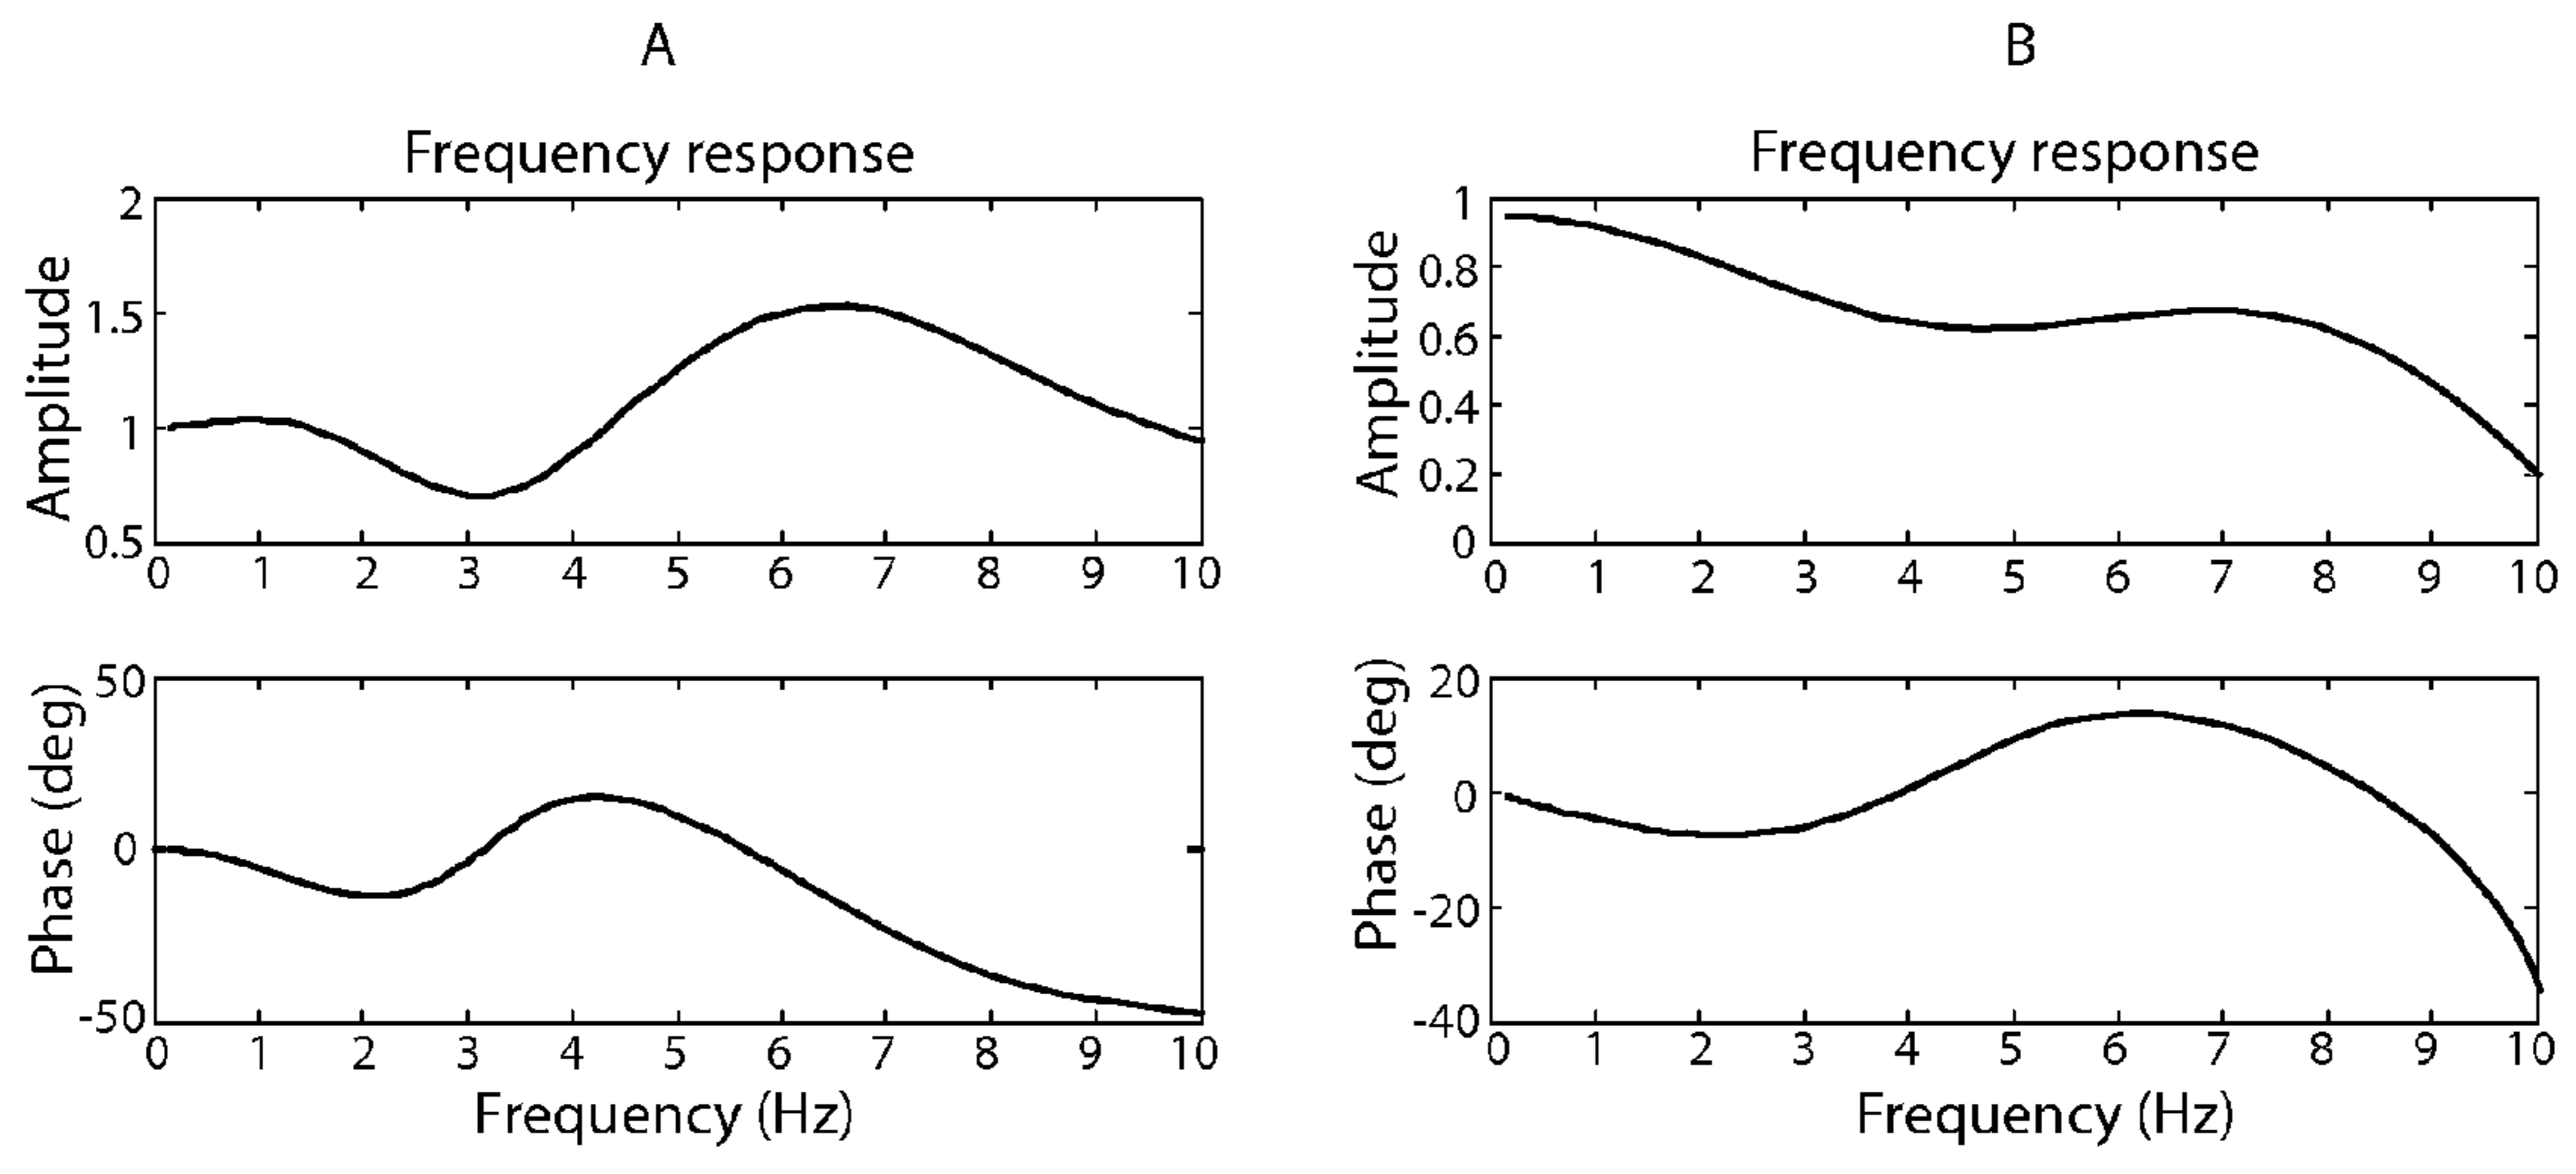 A
Frequency response
Amplitude
2
1.5
1
0.5
0 1 2 3 4 5 6 7 8 9 10
Phase (deg)
50
0
-50
0 1 2 3 4 5 6 7 8 9 10
Frequency (Hz)
B
Frequency response
Amplitude
1
0.8
0.6
0.4
0.2
0
0 1 2 3 4 5 6 7 8 9 10
Phase (deg)
20
0
-20
-40
0 1 2 3 4 5 6 7 8 9 10
Frequency (Hz)